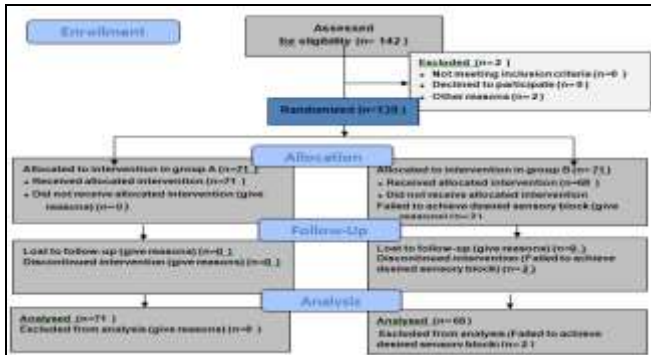 Enrollment
Assessed
for eligibility (n= 142)
Excluded (n=2)
Not meeting inclusion criteria (n=0 )
Declined to participate (n=0)
Other reasons (n=2)
Randomized
Allocation
Allocated to intervention in group A (n=71)
Received allocated intervention (n=71 )
Did not receive allocated intervention (give
reasons) (n=0)
Allocated to intervention in group B (n=71)
Received allocated intervention
Did not receive allocated intervention
Failed to achieve desired sensory block (give
Follow-Up
Lost to follow-up (give reasons) (n=0 )
Discontinued intervention (give reasons) (n=0 )
Lost to follow-up (give reasons)
Discontinued intervention (Failed to achieve
desired sensory block) (n=2)
Analysis
Analysed (n=71
Excluded from analysis (give reasons) (n=0 )
Analysed
Excluded from analysis (Failed to achieve
desired sensory block) (n=2)